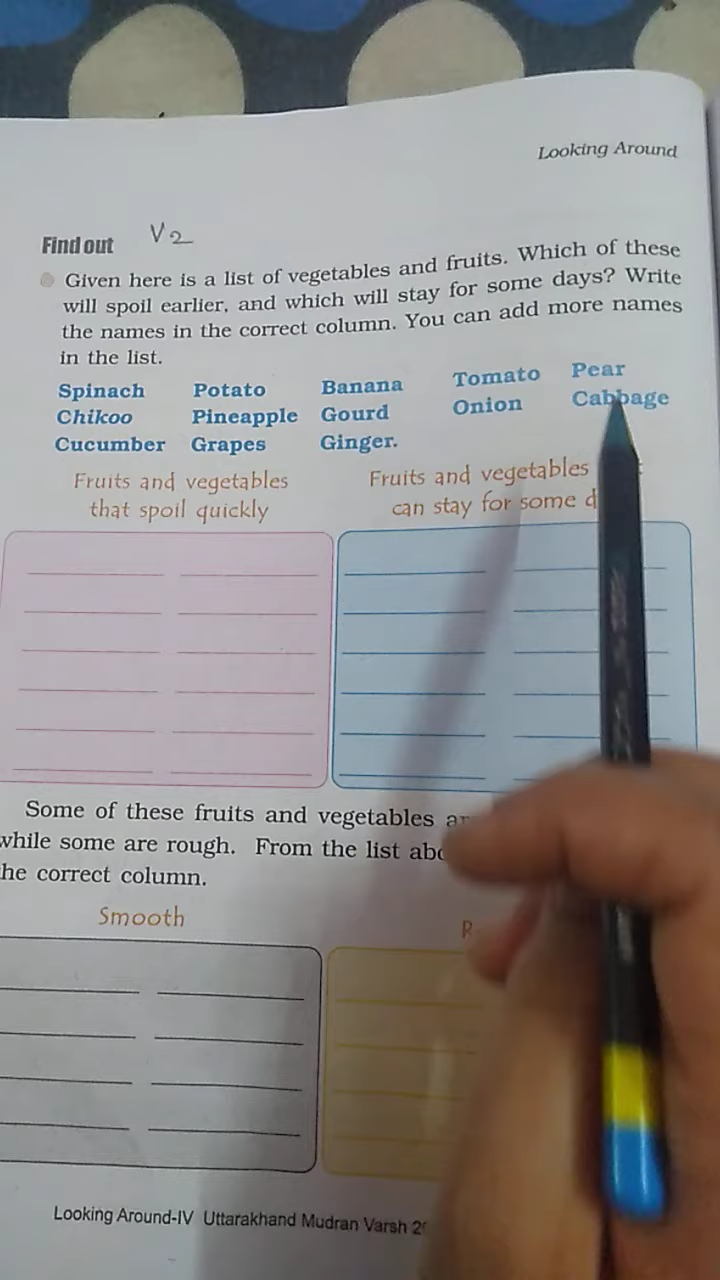 Looking Around
Find out V2
Given here is a list of vegetables and fruits. Which of these
will spoil earlier, and which will stay for some days? Write
the names in the correct column. You can add more names
in the list.
Spinach Potato Banana Tomato Pear
Chikoo Pineapple Gourd Onion Cabbage
Cucumber Grapes Ginger.
Fruits and vegetables Fruits and vegetables
that spoil quickly can stay for some
Some of these fruits and vegetables
while some are rough. From the list
the correct column.
Smooth
Looking Around-IV Uttarakhand Mudran Varsh